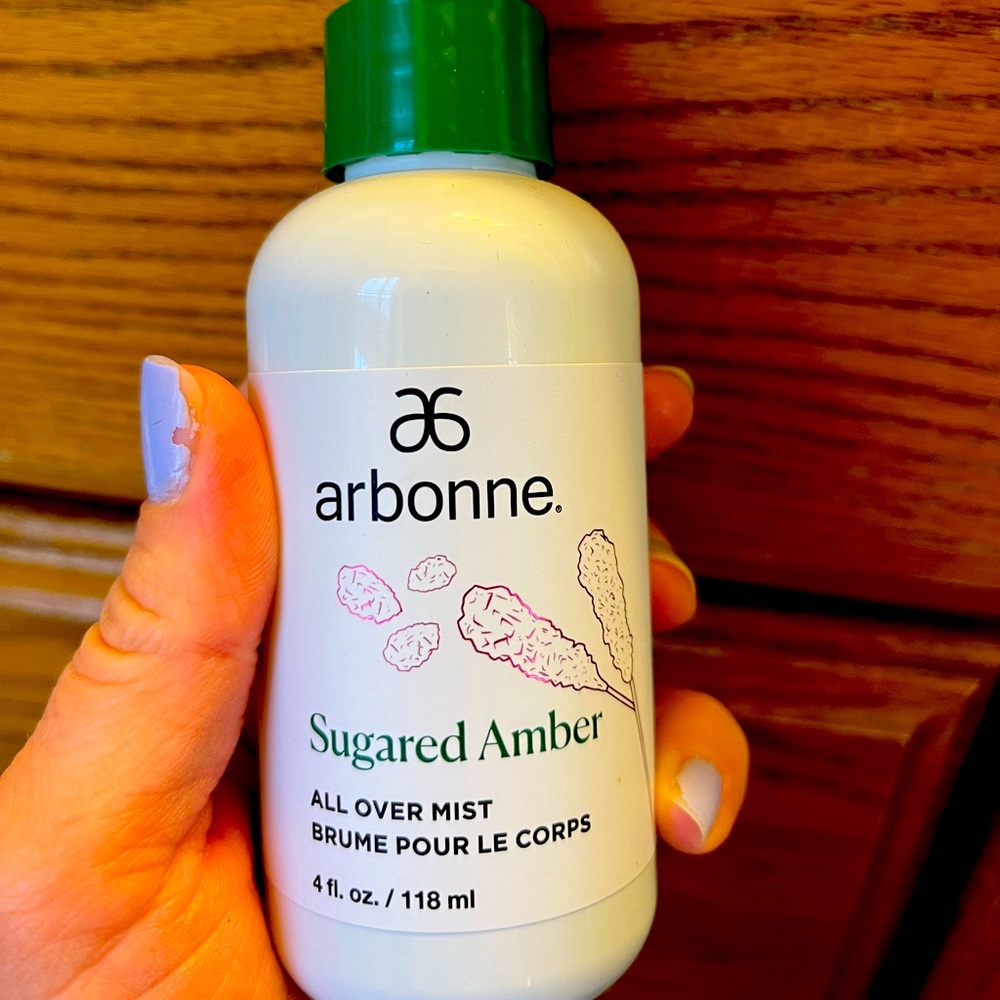 arbonne®
Sugared Amber
ALL OVER MIST
BRUME POUR LE CORPS
4 fl. oz. / 118 ml